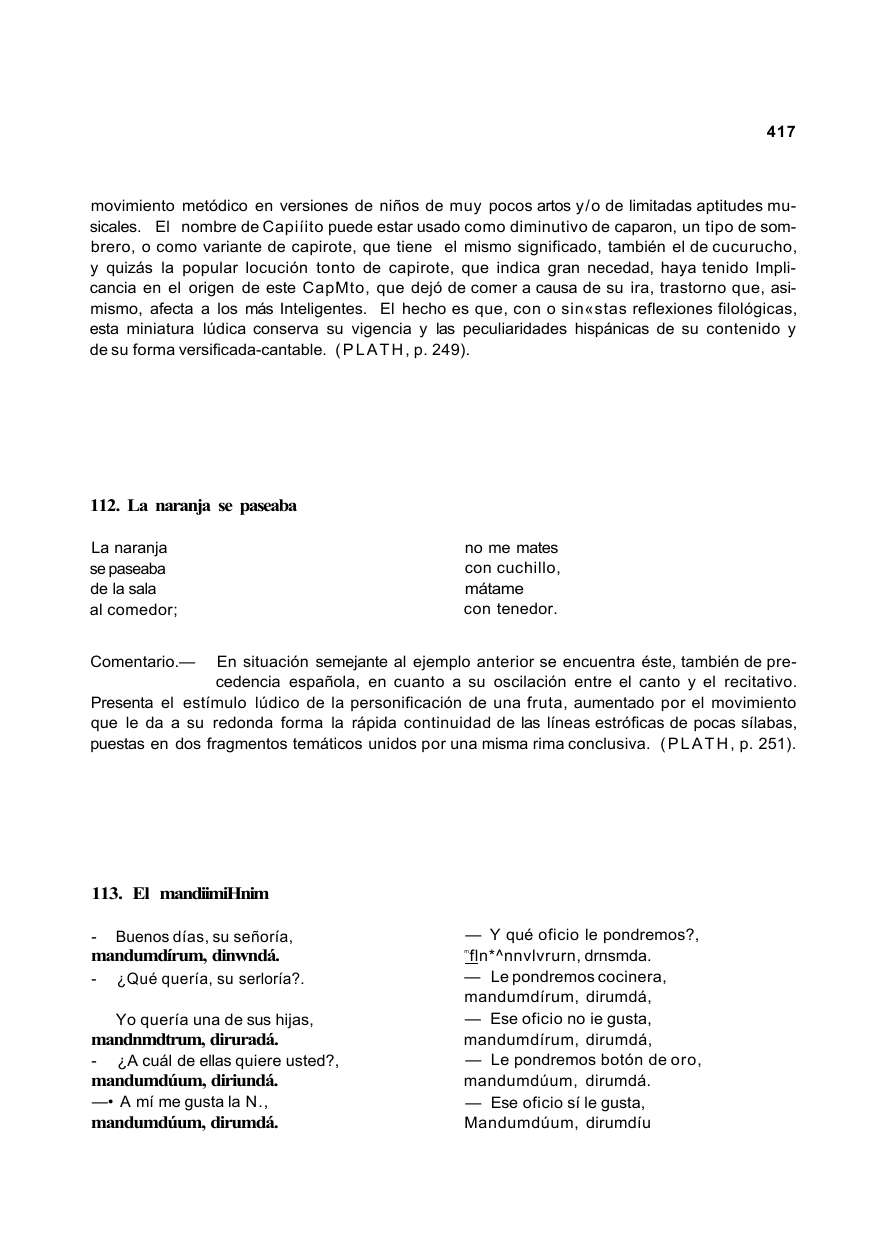 417
movimiento metódico en versiones de niños de muy pocos artos y/o de limitadas aptitudes mu-
sicales. El nombre de Capiíito puede estar usado como diminutivo de caparon, un tipo de som-
brero, o como variante de capirote, que tiene el mismo significado, también el de cucurucho,
y quizás la popular locución tonto de capirote, que indica gran necedad, haya tenido Impli-
cancia en el origen de este CapMto, que dejó de comer a causa de su ira, trastorno que, asi-
mismo, afecta a los más Inteligentes. El hecho es que, con o sin«stas reflexiones filológicas,
esta miniatura lúdica conserva su vigencia y las peculiaridades hispánicas de su contenido y
de su forma versificada-cantable. (PLATH, p. 249).
112. La naranja se paseaba
La naranja
se paseaba
de la sala
al comedor;
no me mates
con cuchillo,
mátame
con tenedor.
Comentario.— En situación semejante al ejemplo anterior se encuentra éste, también de pre-
cedencia española, en cuanto a su oscilación entre el canto y el recitativo.
Presenta el estímulo lúdico de la personificación de una fruta, aumentado por el movimiento
que le da a su redonda forma la rápida continuidad de las líneas estróficas de pocas sílabas,
puestas en dos fragmentos temáticos unidos por una misma rima conclusiva. (PLATH, p. 251).
113. El mandiimiHnim
- Buenos días, su señoría,
mandumdírum, dinwndá.
- ¿Qué quería, su serloría?.
Yo quería una de sus hijas,
mandnmdtrum, diruradá.
- ¿A cuál de ellas quiere usted?,
mandumdúum, diriundá.
—• A mí me gusta la N.,
mandumdúum, dirumdá.
— Y qué oficio le pondremos?,
fln*^nnvlvrurn, drnsmda.
— Le pondremos cocinera,
mandumdírum, dirumdá,
— Ese oficio no ie gusta,
mandumdírum, dirumdá,
— Le pondremos botón de oro,
mandumdúum, dirumdá.
— Ese oficio sí le gusta,
Mandumdúum, dirumdíu